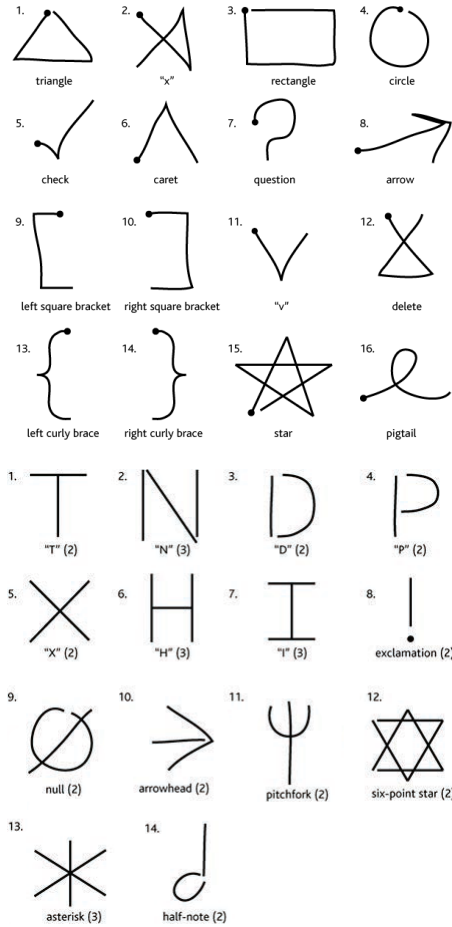 1. 2. 3. 4.
triangle "x" rectangle circle
5. 6. 7. 8.
check caret question arrow
9. 10. 11. 12.
left square bracket right square bracket "v" delete
13. 14. 15. 16.
left curly brace right curly brace star pigtail
1. 2. 3. 4.
"T" (2) "N" (3) "D" (2) "P" (2)
5. 6. 7. 8.
"X" (2) "H" (3) "I" (3) exclamation (2)
9. 10. 11. 12.
null (2) arrowhead (2) pitchfork (2) six-point star (2)
13. 14.
asterisk (3) half-note (2)